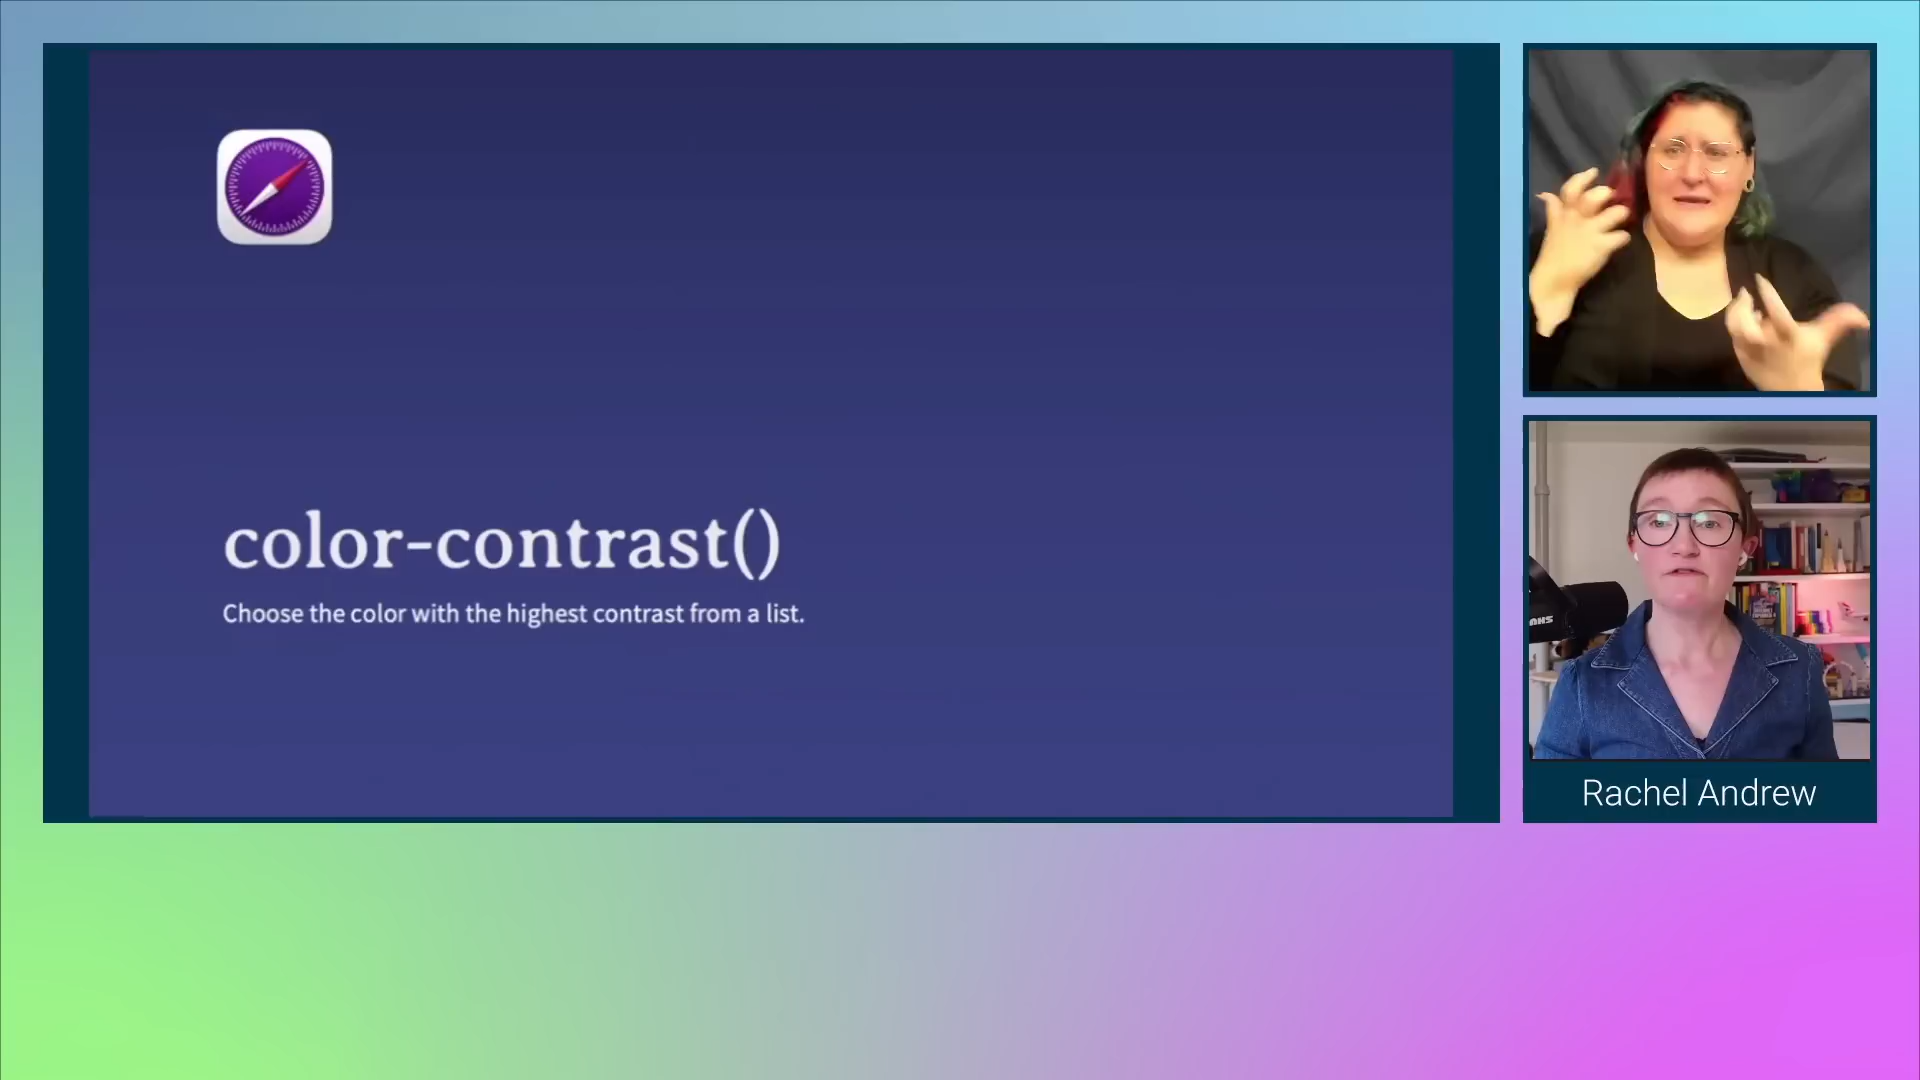 color-contrast()
Choose the color with the highest contrast from a list.
Rachel Andrew